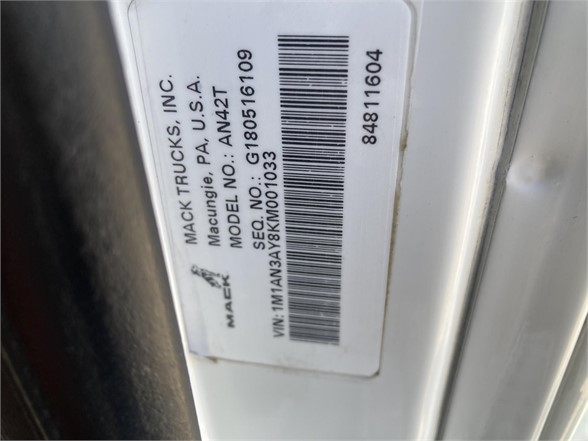 MACK
MACK TRUCKS, INC.
Macungie, PA, U.S.A.
MODEL NO.: AN42T
SEQ. NO.: G180516109
VIN:1M1AN3AY8KM001033
84811604